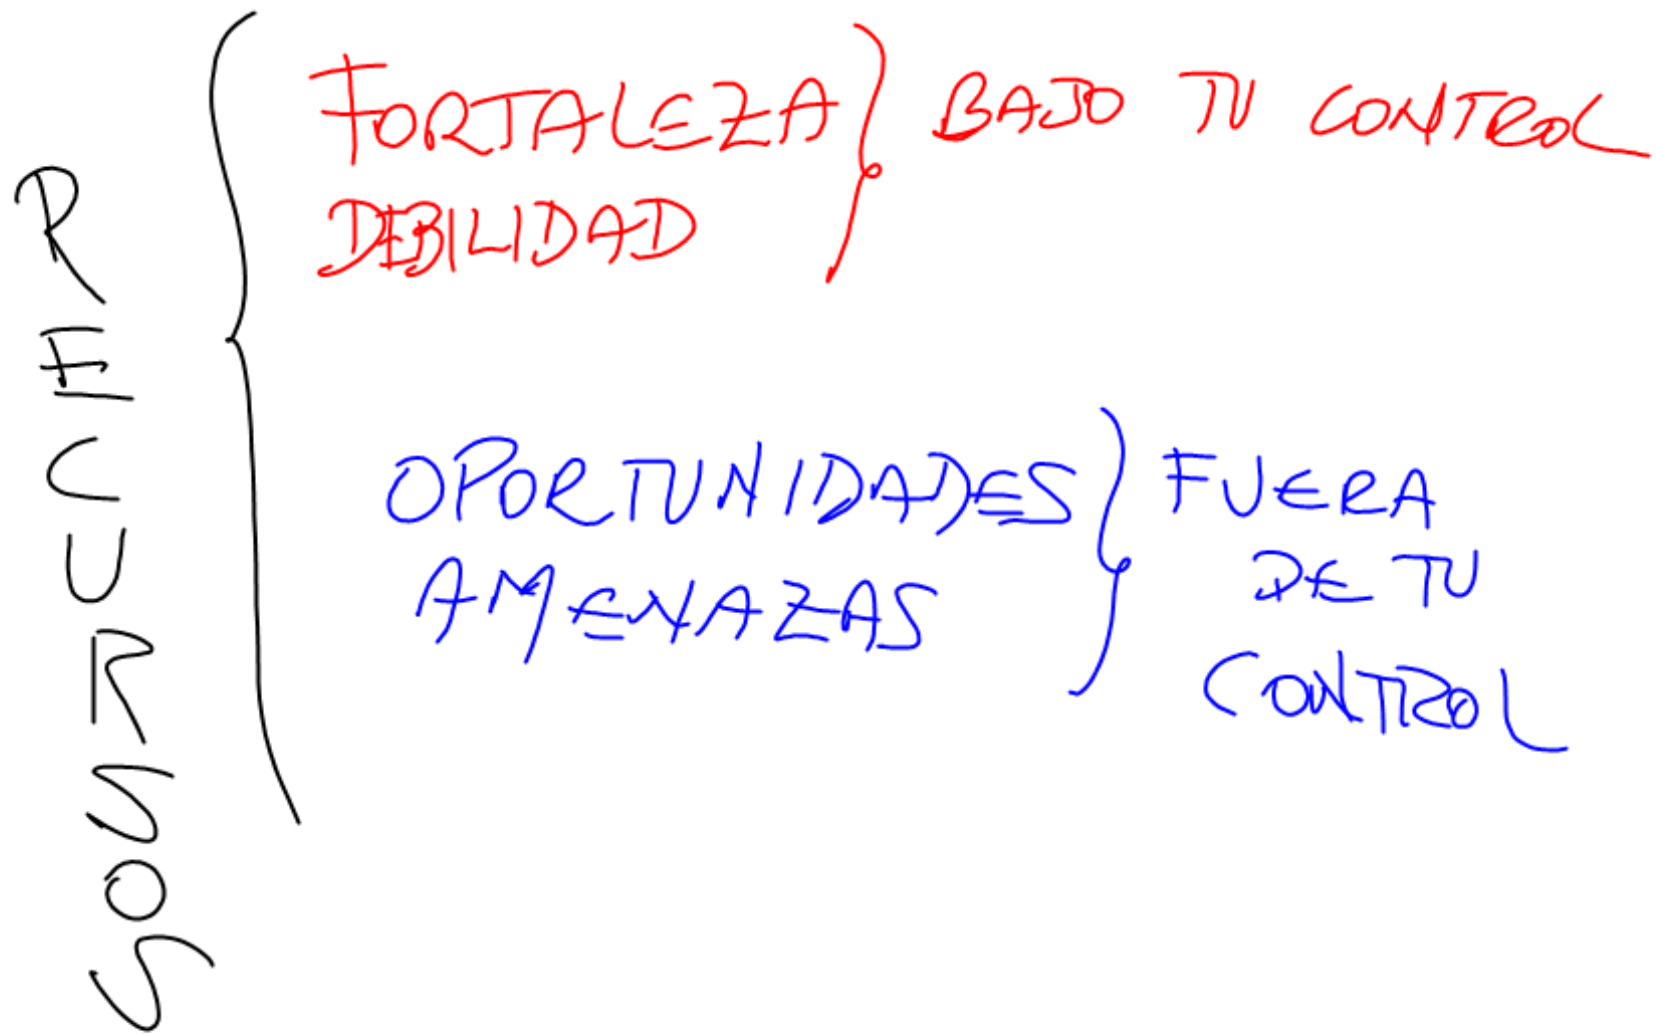 RECURSOS
FORTALEZA
DEBILIDAD
BAJO TU CONTROL
OPORTUNIDADES
AMENAZAS
FUERA
DE TU
CONTROL